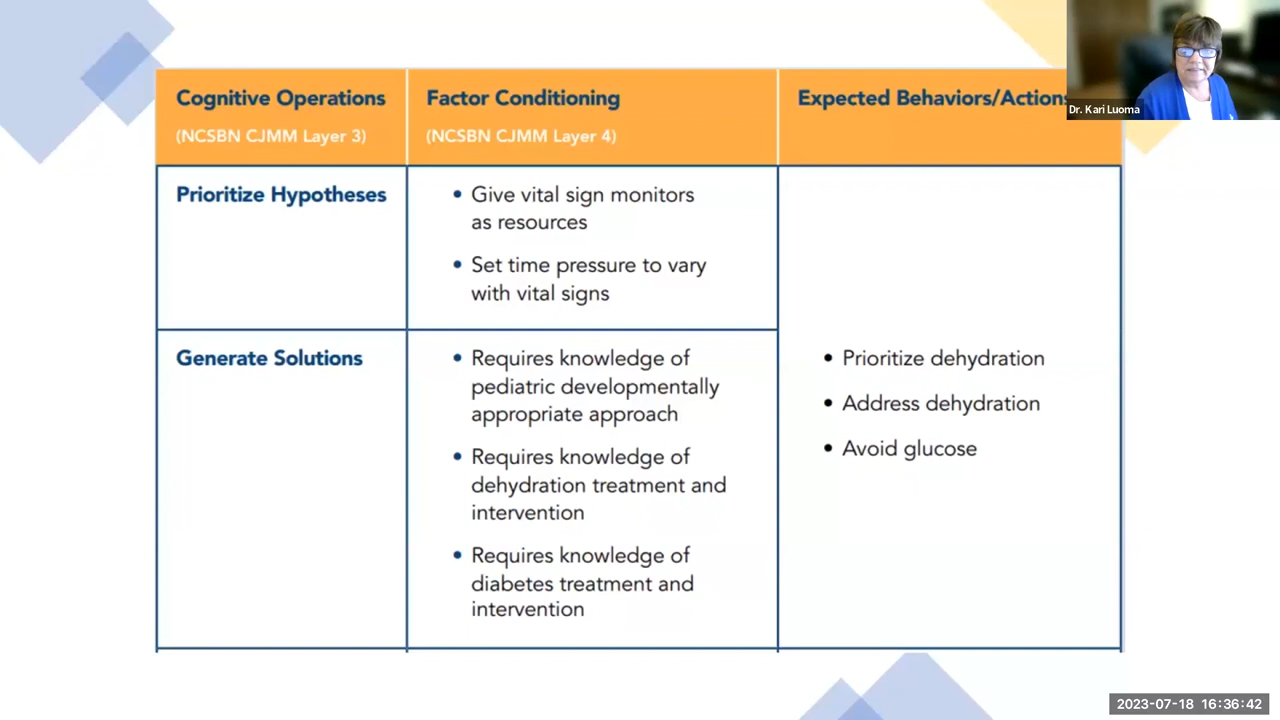 Cognitive Operations
(NCSBN CJMM Layer 3)
Factor Conditioning
(NCSBN CJMM Layer 4)
Expected Behaviors/Actions
Dr. Kari Luoma
Prioritize Hypotheses
• Give vital sign monitors
as resources
• Set time pressure to vary
with vital signs
Generate Solutions
• Requires knowledge of
pediatric developmentally
appropriate approach
• Requires knowledge of
dehydration treatment and
intervention
• Requires knowledge of
diabetes treatment and
intervention
• Prioritize dehydration
• Address dehydration
• Avoid glucose
2023-07-18 16:36:42